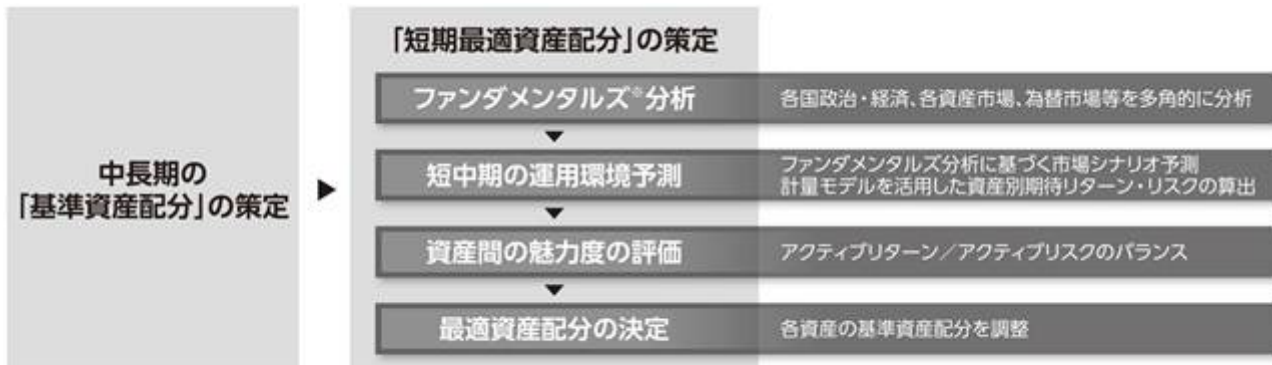 中長期の
「基準資産配分」の策定
▶
「短期最適資産配分」の策定
ファンダメンタルズ※分析
各国政治・経済、各資産市場、為替市場等を多角的に分析
▼
短中期の運用環境予測
ファンダメンタルズ分析に基づく市場シナリオ予測
計量モデルを活用した資産別期待リターン・リスクの算出
▼
資産間の魅力度の評価
アクティブリターン／アクティブリスクのバランス
▼
最適資産配分の決定
各資産の基準資産配分を調整